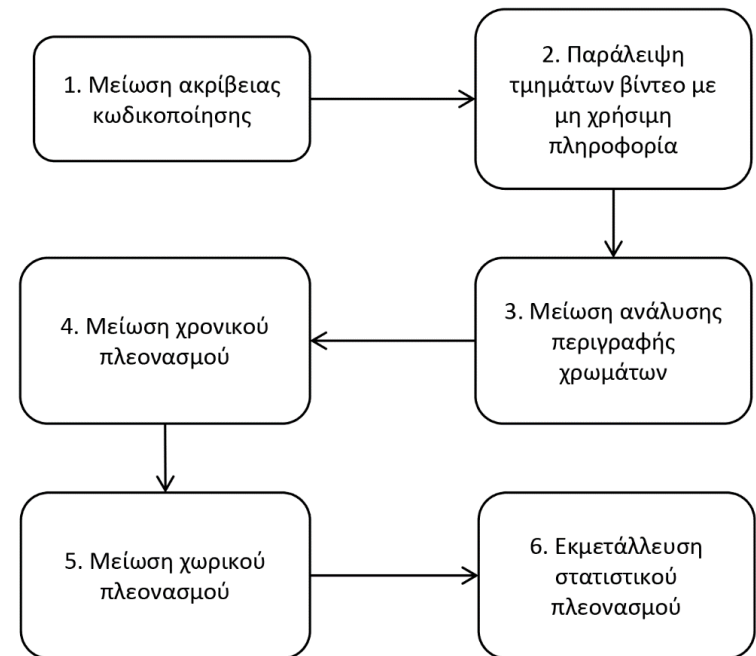 1. Μείωση ακρίβειας
κωδικοποίησης
2. Παράλειψη
τμημάτων βίντεο με
μη χρήσιμη
πληροφορία
3. Μείωση ανάλυσης
περιγραφής
χρωμάτων
4. Μείωση χρονικού
πλεονασμού
5. Μείωση χωρικού
πλεονασμού
6. Εκμετάλλευση
στατιστικού
πλεονασμού